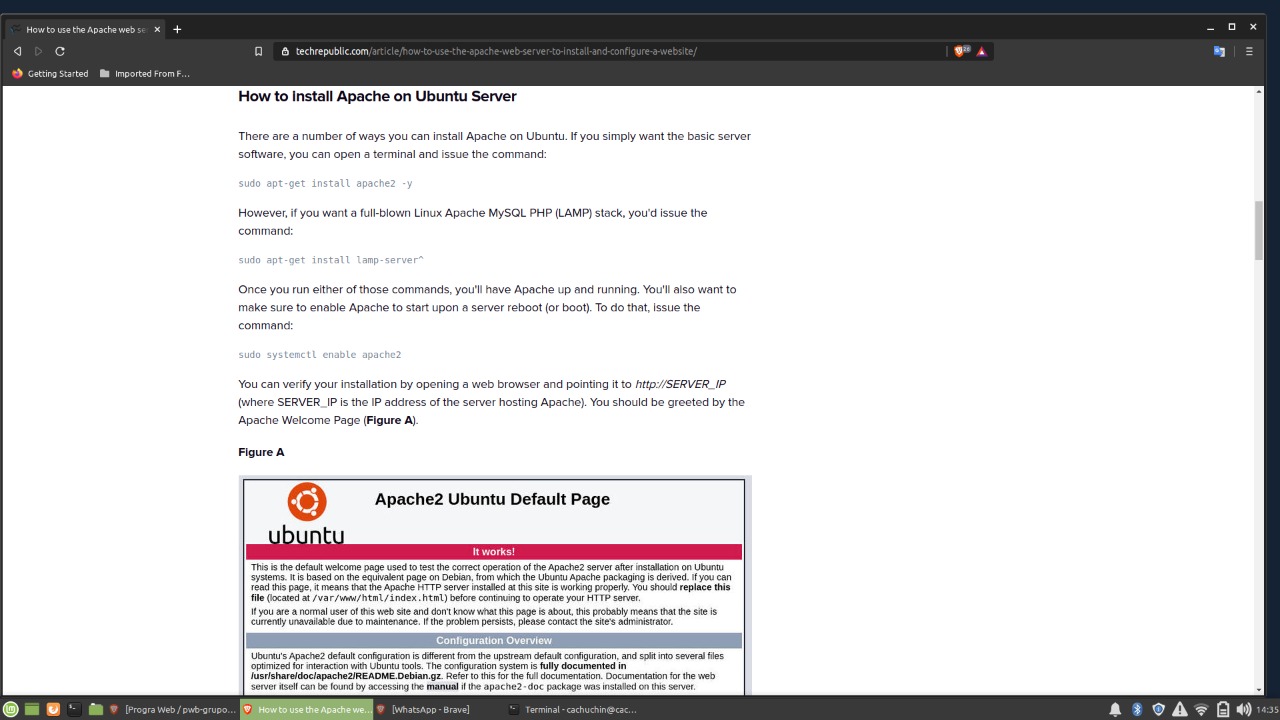 How to use the Apache web se
techrepublic.com/article/how-to-use-the-apache-web-server-to-install-and-configure-a-website/
Getting Started
Imported From F...
How to install Apache on Ubuntu Server
There are a number of ways you can install Apache on Ubuntu. If you simply want the basic server
software, you can open a terminal and issue the command:
sudo apt-get install apache2 -y
However, if you want a full-blown Linux Apache MySQL PHP (LAMP) stack, you'd issue the
command:
sudo apt-get install lamp-server^
Once you run either of those commands, you'll have Apache up and running. You'll also want to
make sure to enable Apache to start upon a server reboot (or boot). To do that, issue the
command:
sudo systemctl enable apache2
You can verify your installation by opening a web browser and pointing it to http://SERVER_IP
(where SERVER_IP is the IP address of the server hosting Apache). You should be greeted by the
Apache Welcome Page (Figure A).
Figure A
ubuntu
Apache2 Ubuntu Default Page
It works!
This is the default welcome page used to test the correct operation of the Apache2 server after installation on Ubuntu
systems. It is based on the equivalent page on Debian, from which the Ubuntu Apache packaging is derived. If you can
read this page, it means that the Apache HTTP server installed at this site is working properly. You should replace this
file (located at /var/www/html/index.html) before continuing to operate your HTTP server.
If you are a normal user of this web site and don't know what this page is about, this probably means that the site is
currently unavailable due to maintenance. If the problem persists, please contact the site's administrator.
Configuration Overview
Ubuntu's Apache2 default configuration is different from the upstream default configuration, and split into several files
optimized for interaction with Ubuntu tools. The configuration system is fully documented in
/usr/share/doc/apache2/README.Debian.gz. Refer to this for the full documentation. Documentation for the web
server itself can be found by accessing the manual if the apache2-doc package was installed on this server.
[Progra Web / pwb-grupo...
How to use the Apache we...
[WhatsApp - Brave]
Terminal - cachuchin@cac...
14:35